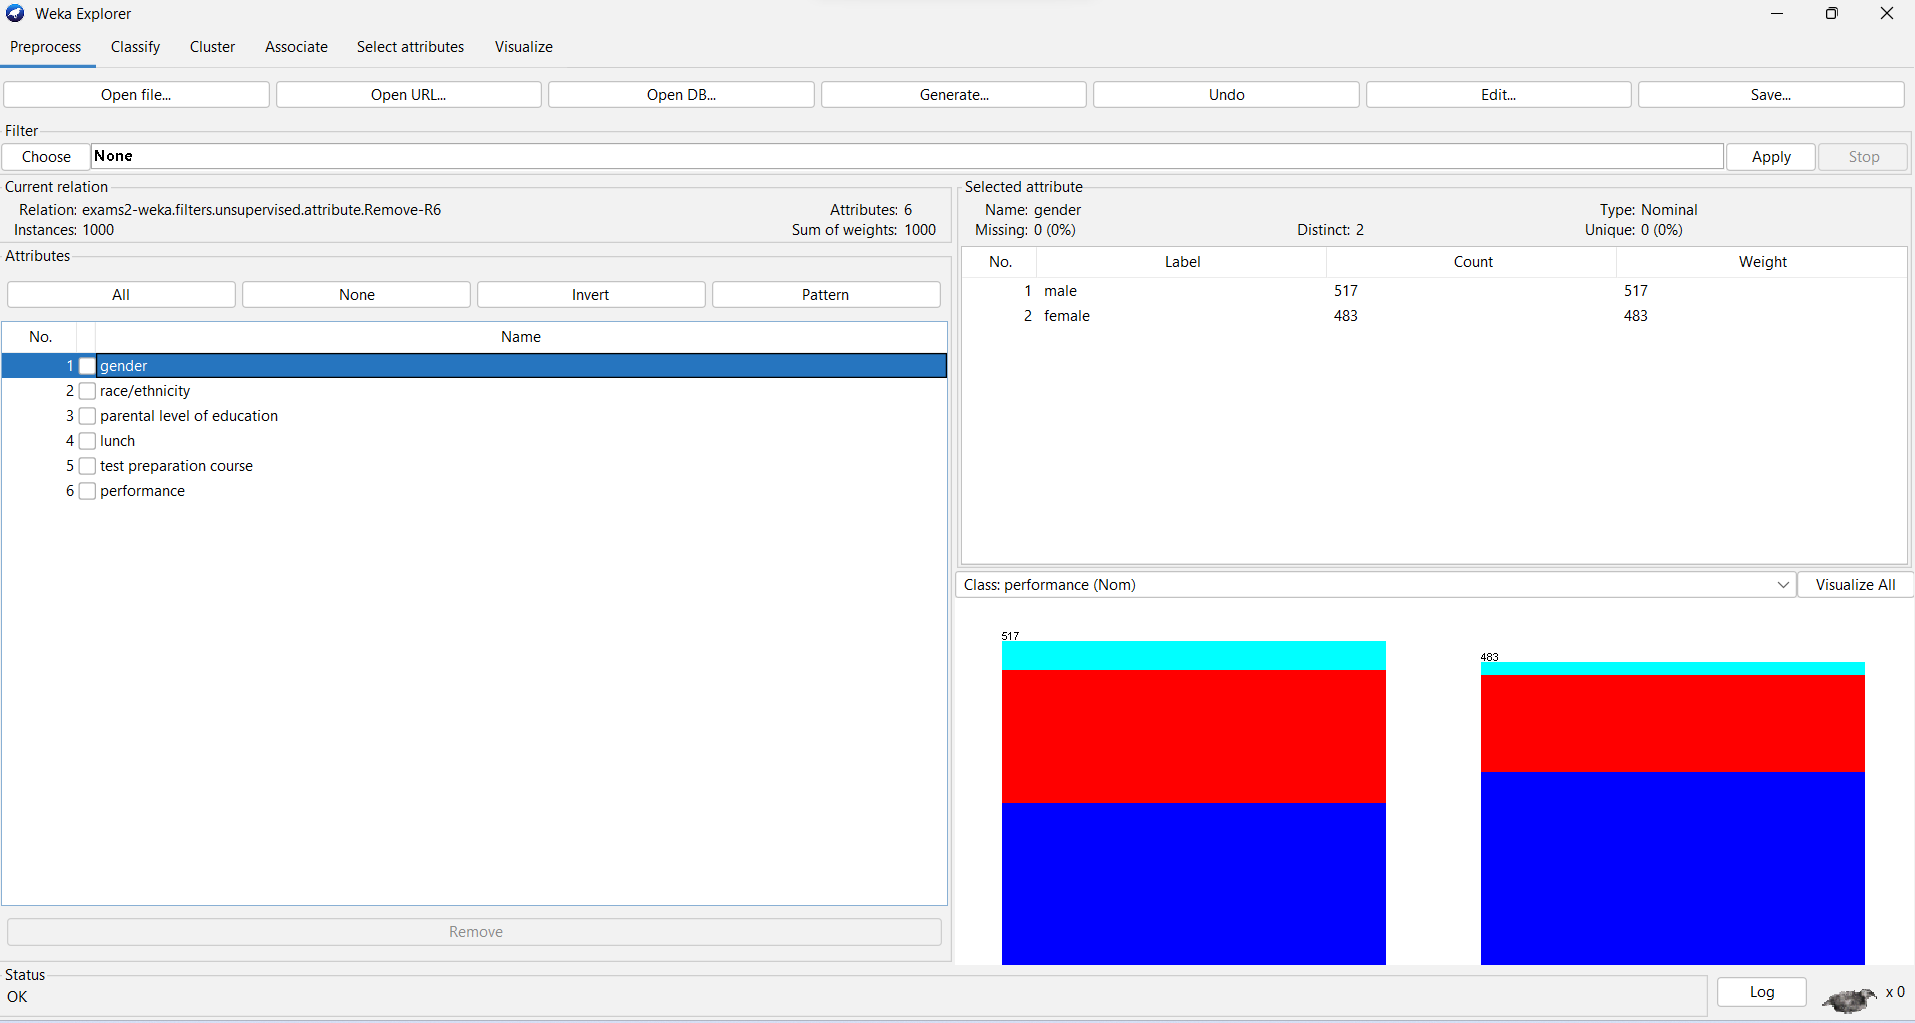 Weka Explorer
Preprocess Classify Cluster Associate Select attributes Visualize
Open file... Open URL... Open DB... Generate... Undo Edit... Save...
Filter
Choose None Apply Stop
Current relation
Relation: exams2-weka.filters.unsupervised.attribute.Remove-R6 Attributes: 6
Instances: 1000 Sum of weights: 1000
Attributes
All None Invert Pattern
No. Name
1 gender
2 race/ethnicity
3 parental level of education
4 lunch
5 test preparation course
6 performance
Remove
Selected attribute
Name: gender Type: Nominal
Missing: 0 (0%) Distinct: 2 Unique: 0 (0%)
No. Label Count Weight
1 male 517 517
2 female 483 483
Class: performance (Nom) Visualize All
517
483
Status
OK
Log x 0